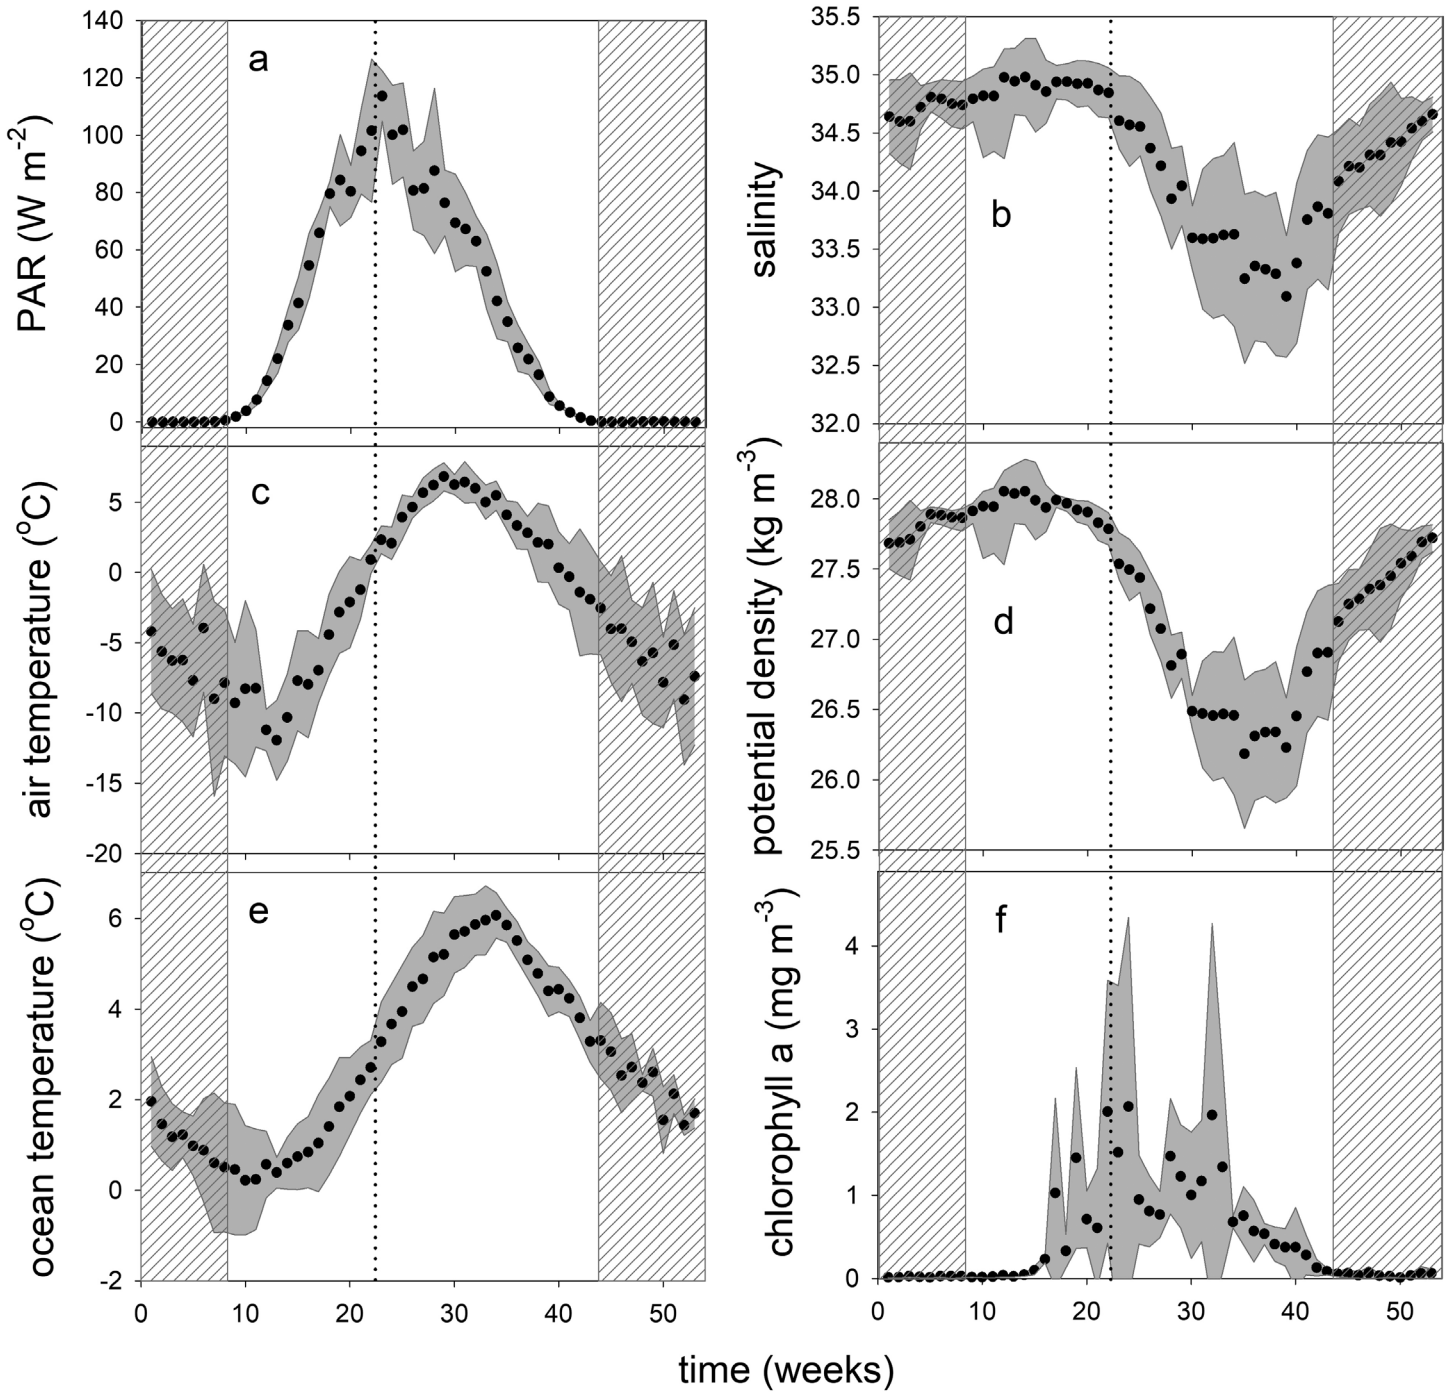 a
PAR (W m-2)
140
120
100
80
60
40
20
0
b
salinity
35.5
35.0
34.5
34.0
33.5
33.0
32.5
32.0
c
air temperature (oC)
5
0
-5
-10
-15
-20
d
potential density (kg m-3)
28.0
27.5
27.0
26.5
26.0
25.5
e
ocean temperature (oC)
6
4
2
0
-2
0 10 20 30 40 50
f
chlorophyll a (mg m-3)
4
3
2
1
0
0 10 20 30 40 50
time (weeks)